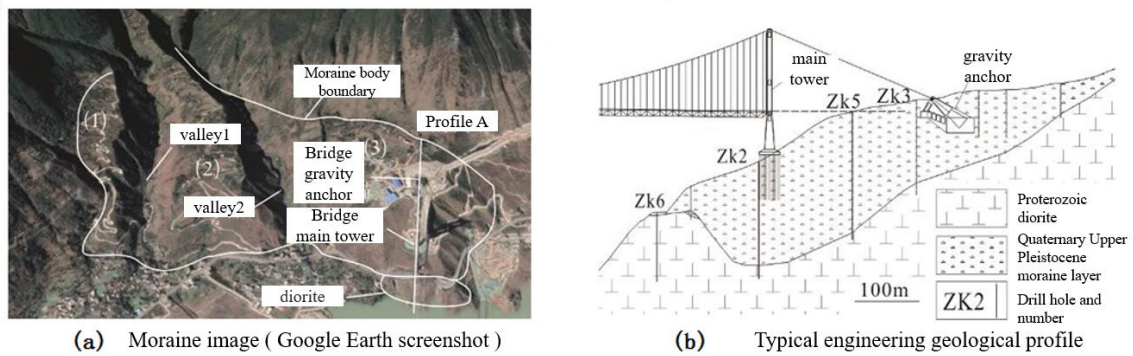 (1)
valley1
(2)
valley2
Moraine body
boundary
Profile A
(3)
Bridge
gravity
anchor
Bridge
main tower
diorite
(a) Moraine image ( Google Earth screenshot )
main
tower
gravity
anchor
Zk5
Zk3
Zk2
Zk6
100m
Proterozoic
diorite
Quaternary Upper
Pleistocene
moraine layer
ZK2
Drill hole and
number
(b) Typical engineering geological profile